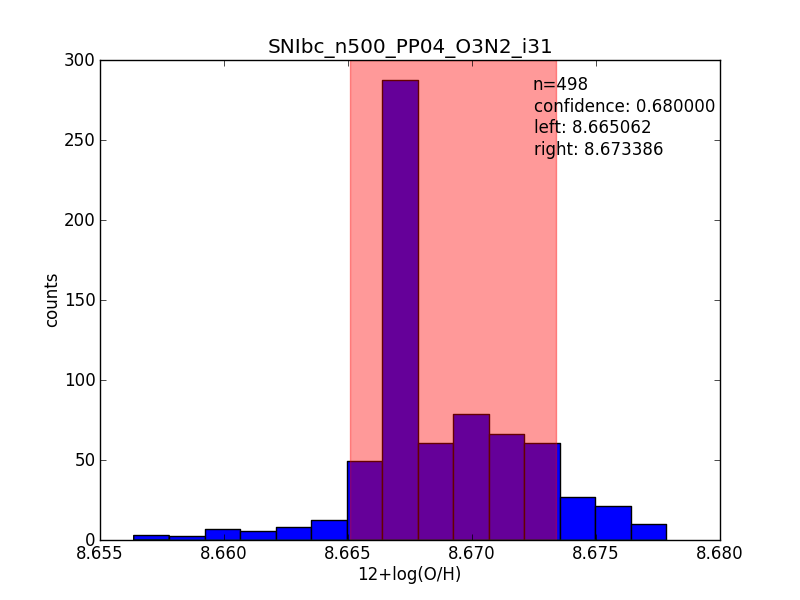 SNIbc_n500_PP04_O3N2_i31
n=498
confidence: 0.680000
left: 8.665062
right: 8.673386
300
250
200
150
100
50
0
counts
8.655 8.660 8.665 8.670 8.675 8.680
12+log(O/H)